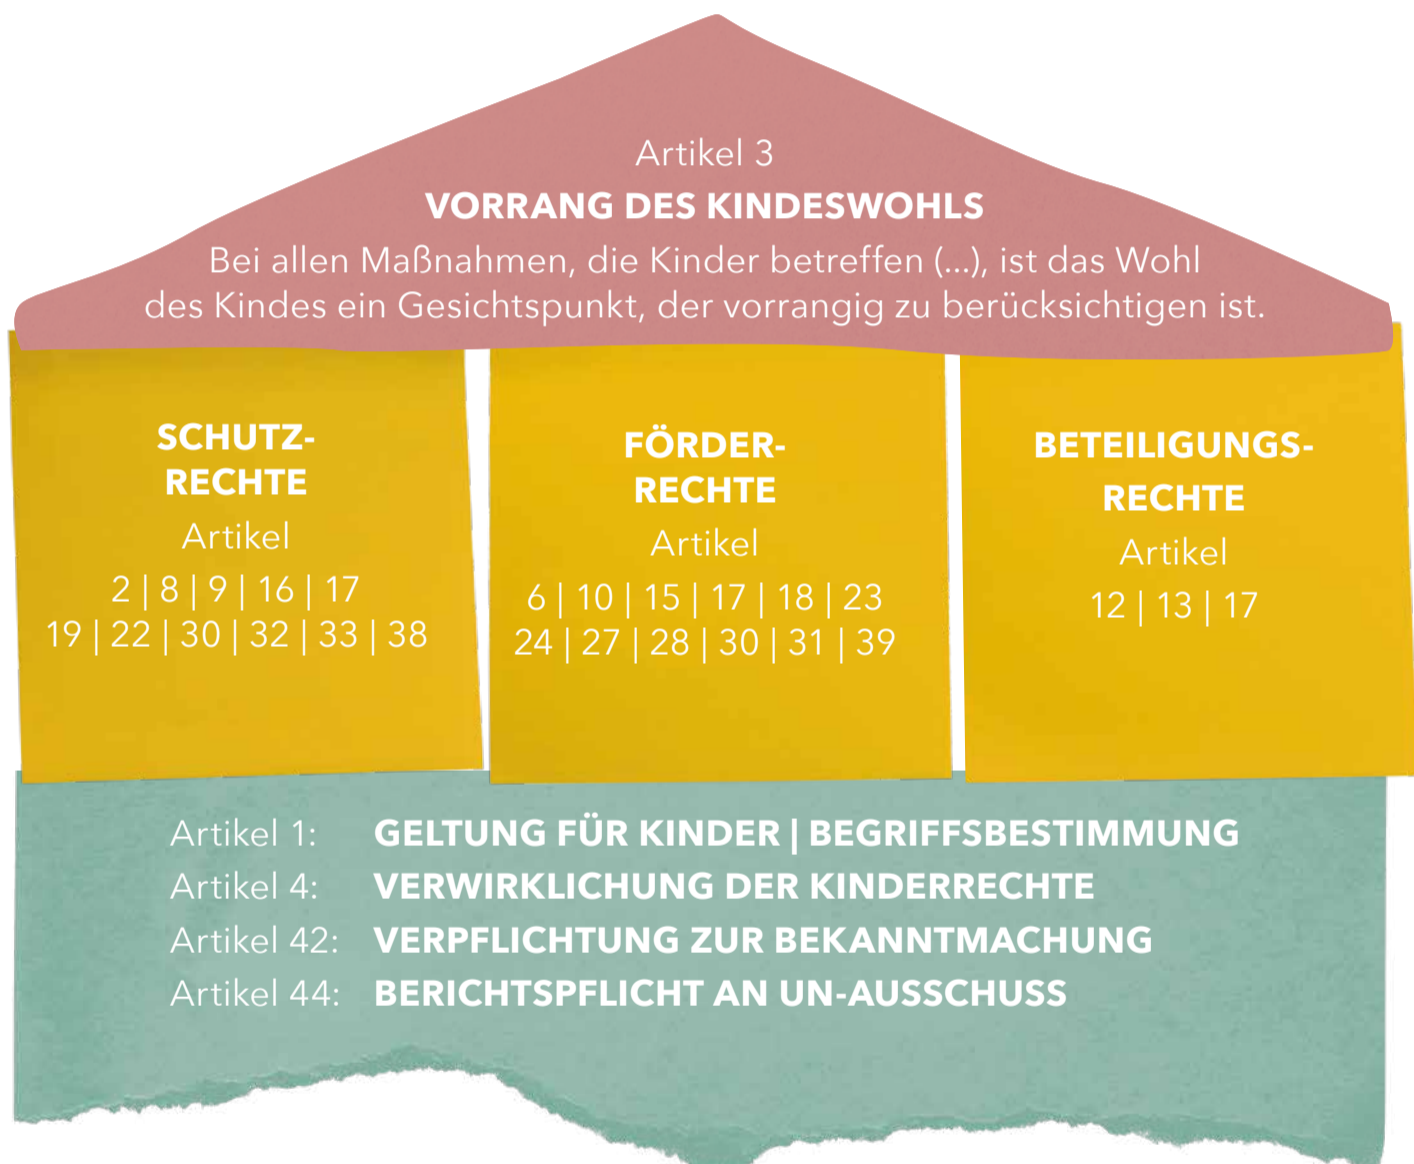 Artikel 3
VORRANG DES KINDESWOHLS
Bei allen Maßnahmen, die Kinder betreffen (...), ist das Wohl
des Kindes ein Gesichtspunkt, der vorrangig zu berücksichtigen ist.
SCHUTZ-
RECHTE
Artikel
2 | 8 | 9 | 16 | 17
19 | 22 | 30 | 32 | 33 | 38
FÖRDER-
RECHTE
Artikel
6 | 10 | 15 | 17 | 18 | 23
24 | 27 | 28 | 30 | 31 | 39
BETEILIGUNGS-
RECHTE
Artikel
12 | 13 | 17
Artikel 1: GELTUNG FÜR KINDER | BEGRIFFSBESTIMMUNG
Artikel 4: VERWIRKLICHUNG DER KINDERRECHTE
Artikel 42: VERPFLICHTUNG ZUR BEKANNTMACHUNG
Artikel 44: BERICHTSPFLICHT AN UN-AUSSCHUSS